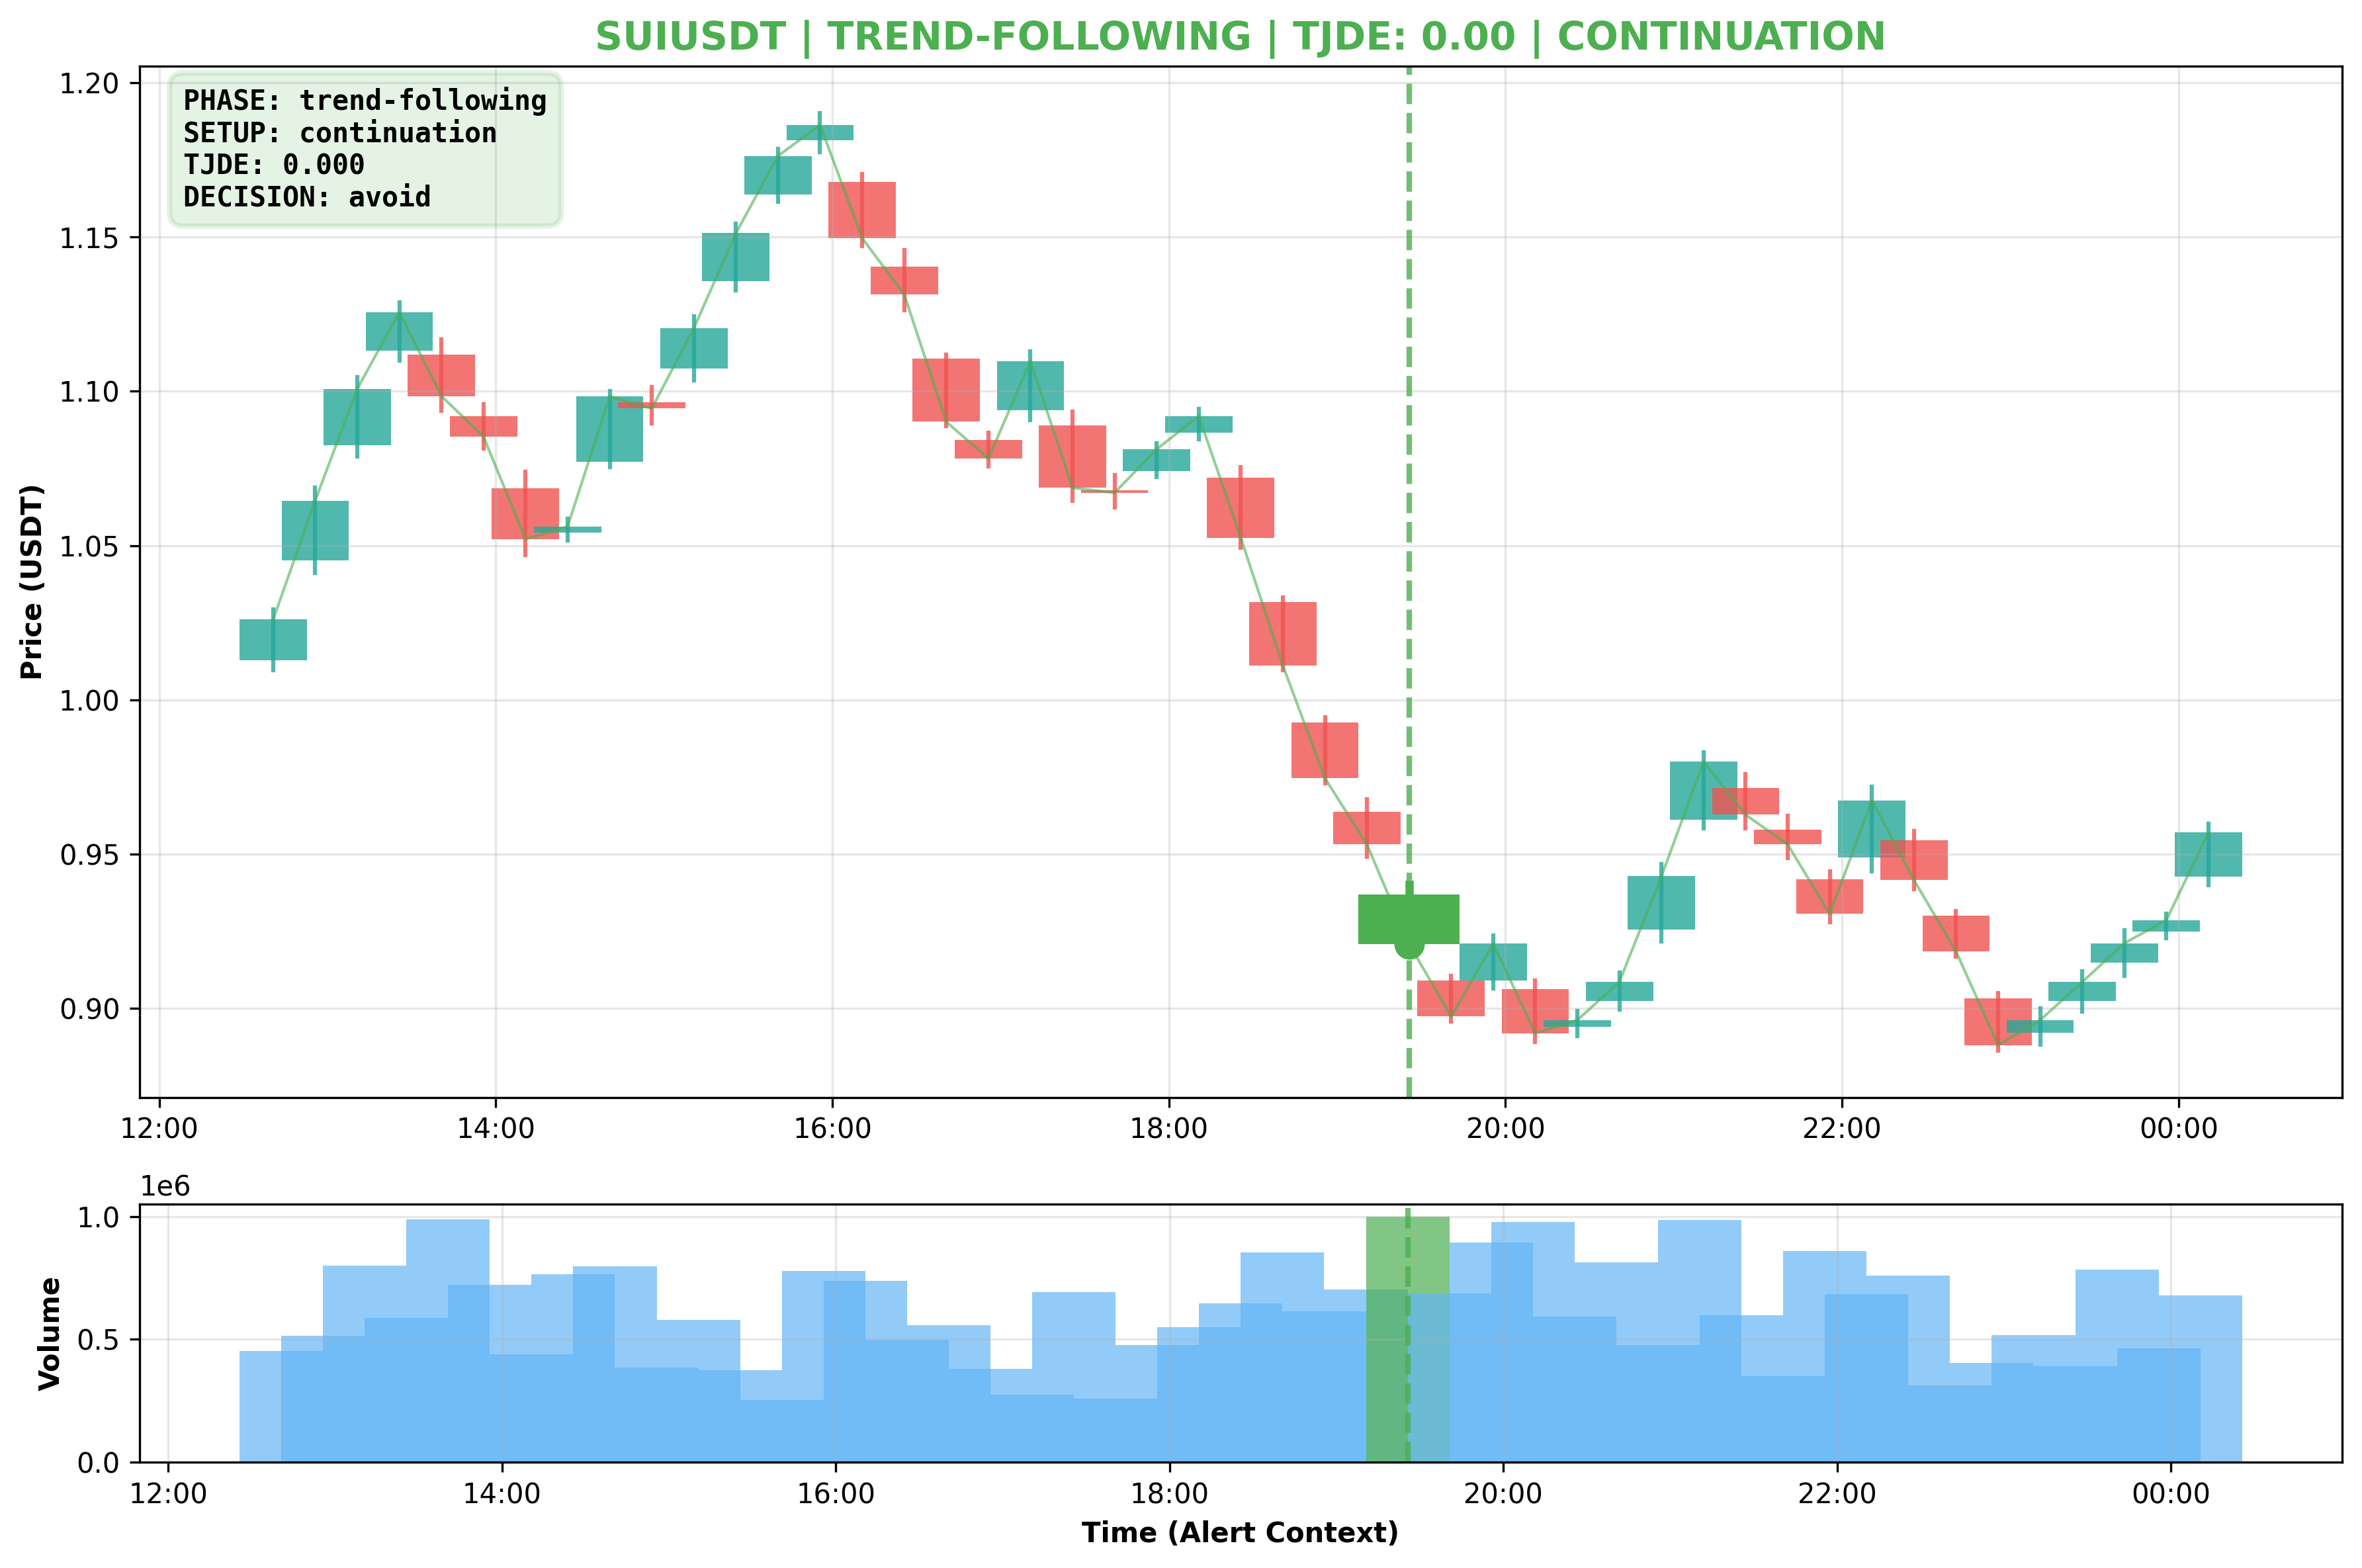 SUIUSDT | TREND-FOLLOWING | TJDE: 0.00 | CONTINUATION
PHASE: trend-following
SETUP: continuation
TJDE: 0.000
DECISION: avoid
Price (USDT)
1.20
1.15
1.10
1.05
1.00
0.95
0.90
12:00 14:00 16:00 18:00 20:00 22:00 00:00
1e6
Volume
1.0
0.5
0.0
12:00 14:00 16:00 18:00 20:00 22:00 00:00
Time (Alert Context)